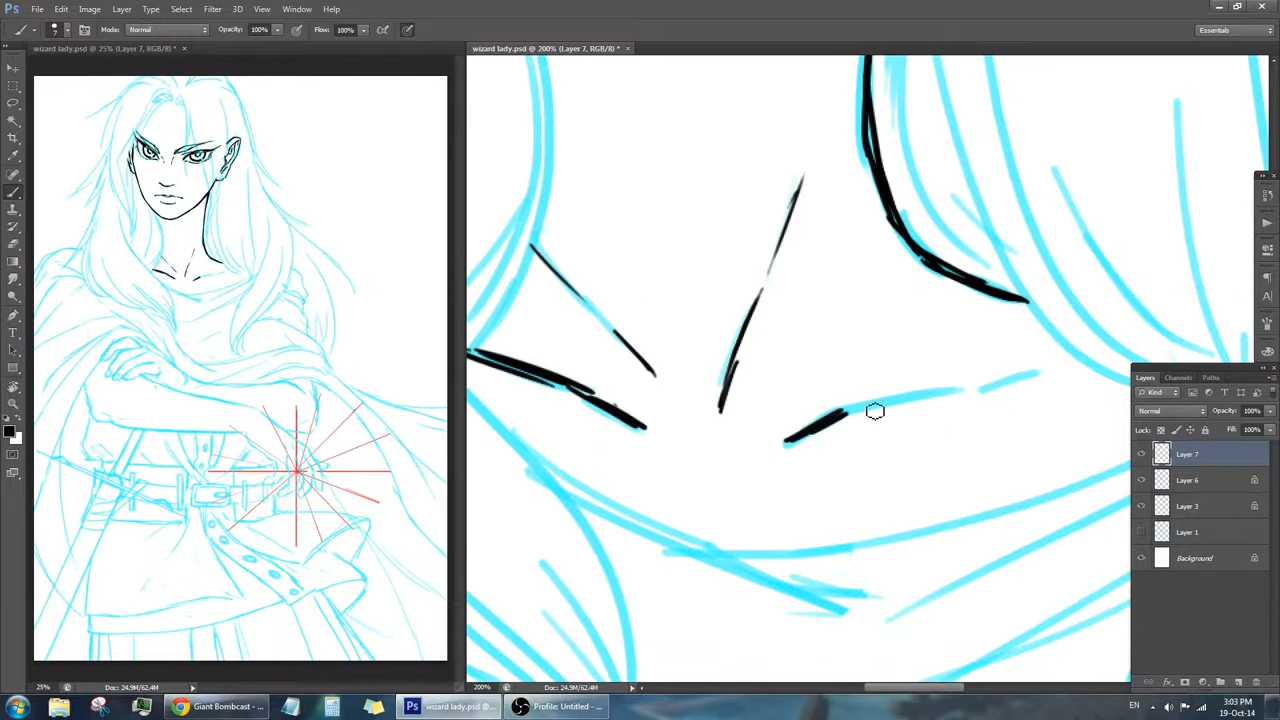 Ps File Edit Image Layer Type Select Filter 3D View Window Help
7 Mode: Normal Opacity: 100% Flow: 100% Essentials
wizard lady.psd @ 25% (Layer 7, RGB/8) * × wizard lady.psd @ 200% (Layer 7, RGB/8) * ×
Layers Channels Paths
Kind
Normal Opacity: 100%
Lock: Fill: 100%
Layer 7
Layer 6
Layer 3
Layer 1
Background
25% Doc: 24.9M/62.4M 200% Doc: 24.9M/62.4M
Giant Bombcast - ... Ps wizard lady.psd @... Profile: Untitled - ... EN 3:03 PM
19-Oct-14